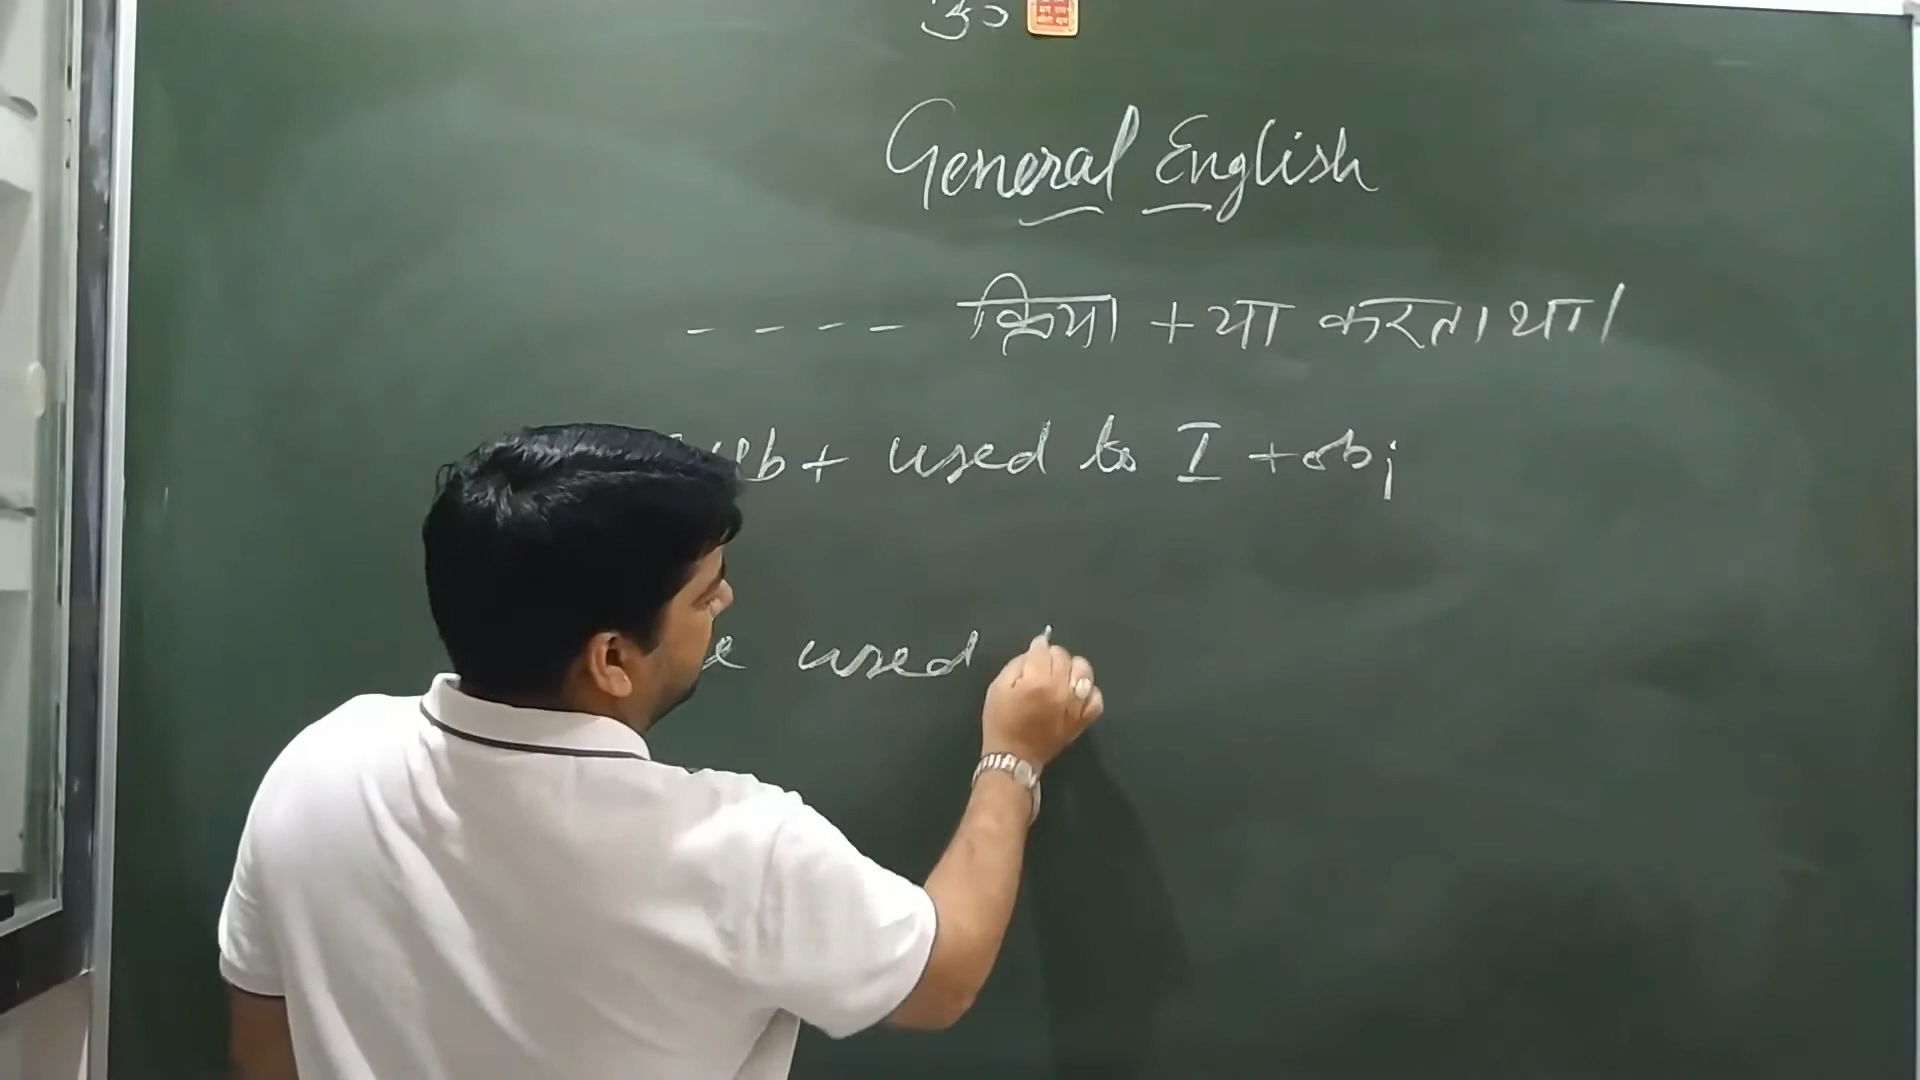 General English
- - - - क्रिया + या करता था।
+ used to I + obj
used